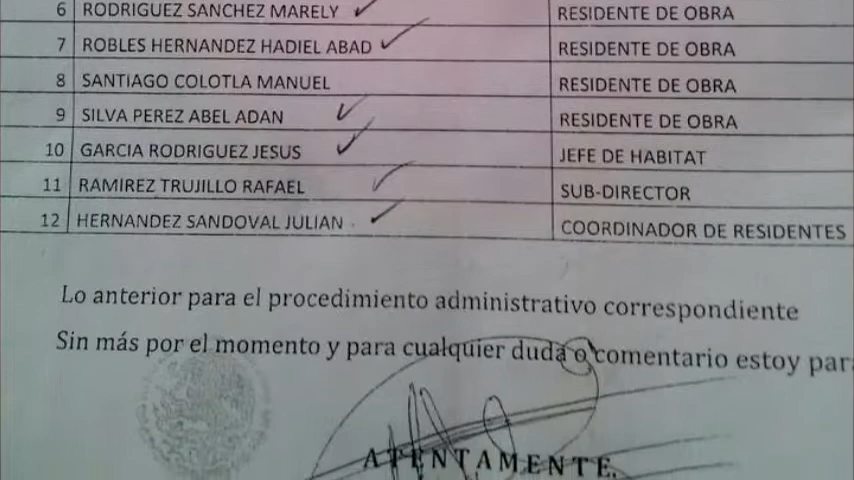 6 RODRIGUEZ SANCHEZ MARELY RESIDENTE DE OBRA
7 ROBLES HERNANDEZ HADIEL ABAD RESIDENTE DE OBRA
8 SANTIAGO COLOTLA MANUEL RESIDENTE DE OBRA
9 SILVA PEREZ ABEL ADAN RESIDENTE DE OBRA
10 GARCIA RODRIGUEZ JESUS JEFE DE HABITAT
11 RAMIREZ TRUJILLO RAFAEL SUB-DIRECTOR
12 HERNANDEZ SANDOVAL JULIAN COORDINADOR DE RESIDENTES
Lo anterior para el procedimiento administrativo correspondiente
Sin más por el momento y para cualquier duda o comentario estoy para
ATENTAMENTE.